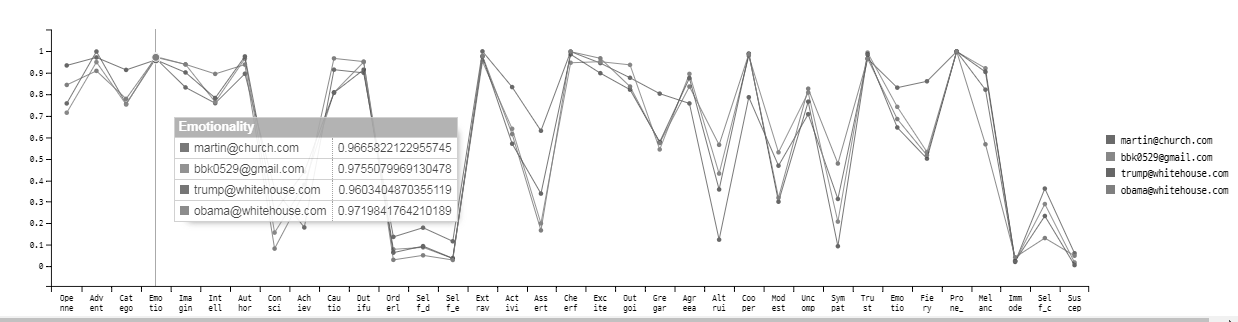 1
0.9
0.8
0.7
0.6
0.5
0.4
0.3
0.2
0.1
0
Emotionality
martin@church.com 0.9665822122955745
bbk0529@gmail.com 0.9755079969130478
trump@whitehouse.com 0.9603404870355119
obama@whitehouse.com 0.9719841764210189
martin@church.com
bbk0529@gmail.com
trump@whitehouse.com
obama@whitehouse.com
Ope Adv Cat Emo Ima Int Aut Con Ach Cau Dut Ord Sel Sel Ext Act Ass Che Exc Out Gre Agr Alt Coo Mod Unc Sym Tru Emo Fie Pro Mel Imm Sel Sus
nne ent ego tio gin ell hor sci iev tio ifu erl f_d f_e rav ivi ert erf ite goi gar eea rui per est omp pat st tio ry ne_ anc ode f_c cep